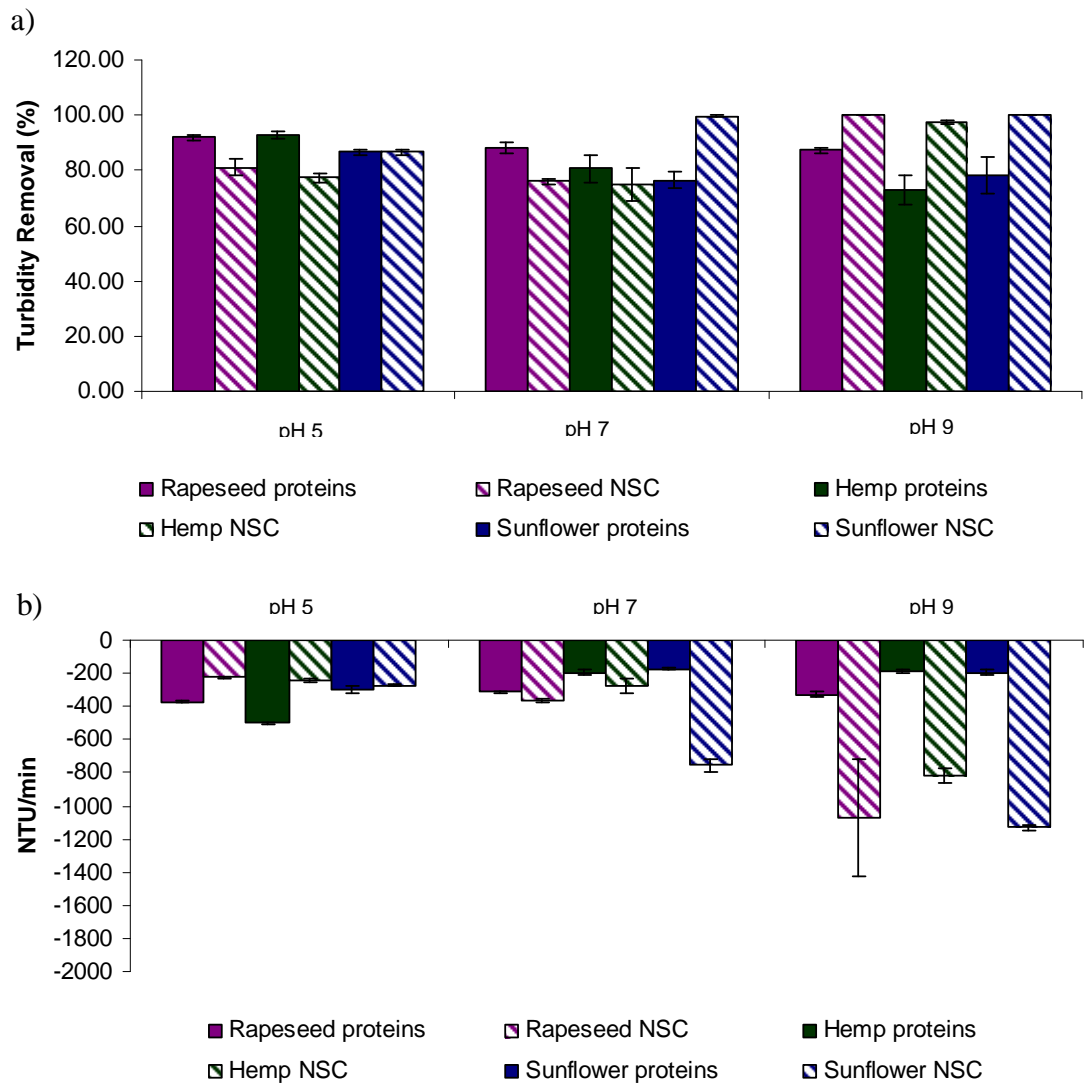 a)
Turbidity Removal (%)
120.00
100.00
80.00
60.00
40.00
20.00
0.00
pH 5 pH 7 pH 9
Rapeseed proteins Rapeseed NSC Hemp proteins
Hemp NSC Sunflower proteins Sunflower NSC
b)
pH 5 pH 7 pH 9
NTU/min
0
-200
-400
-600
-800
-1000
-1200
-1400
-1600
-1800
-2000
Rapeseed proteins Rapeseed NSC Hemp proteins
Hemp NSC Sunflower proteins Sunflower NSC